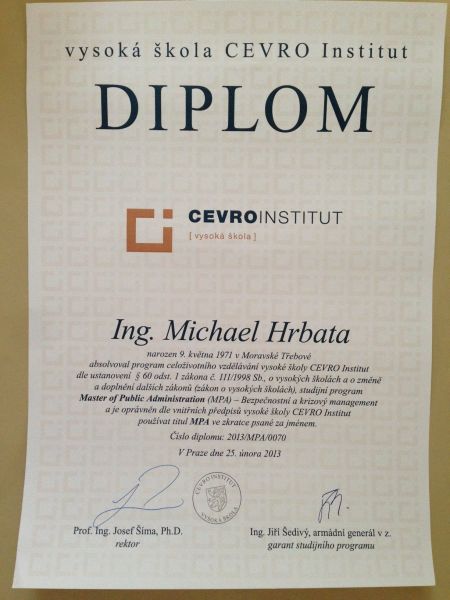 vysoká škola CEVRO Institut
DIPLOM
CEVROINSTITUT
[vysoká škola]
Ing. Michael Hrbata
narozen 9. května 1971 v Moravské Třebové
absolvoval program celoživotního vzdělávání vysoké školy CEVRO Institut
dle ustanovení § 60 odst. 1 zákona č. 111/1998 Sb., o vysokých školách a o změně
a doplnění dalších zákonů (zákon o vysokých školách), studijní program
Master of Public Administration (MPA) – Bezpečnostní a krizový management
a je oprávněn dle vnitřních předpisů vysoké školy CEVRO Institut
používat titul MPA ve zkratce psané za jménem.
Číslo diplomu: 2013/MPA/0070
V Praze dne 25. února 2013
CEVRO INSTITUT
VYSOKÁ ŠKOLA
Prof. Ing. Josef Šíma, Ph.D.
rektor
Ing. Jiří Šedivý, armádní generál v z.
garant studijního programu